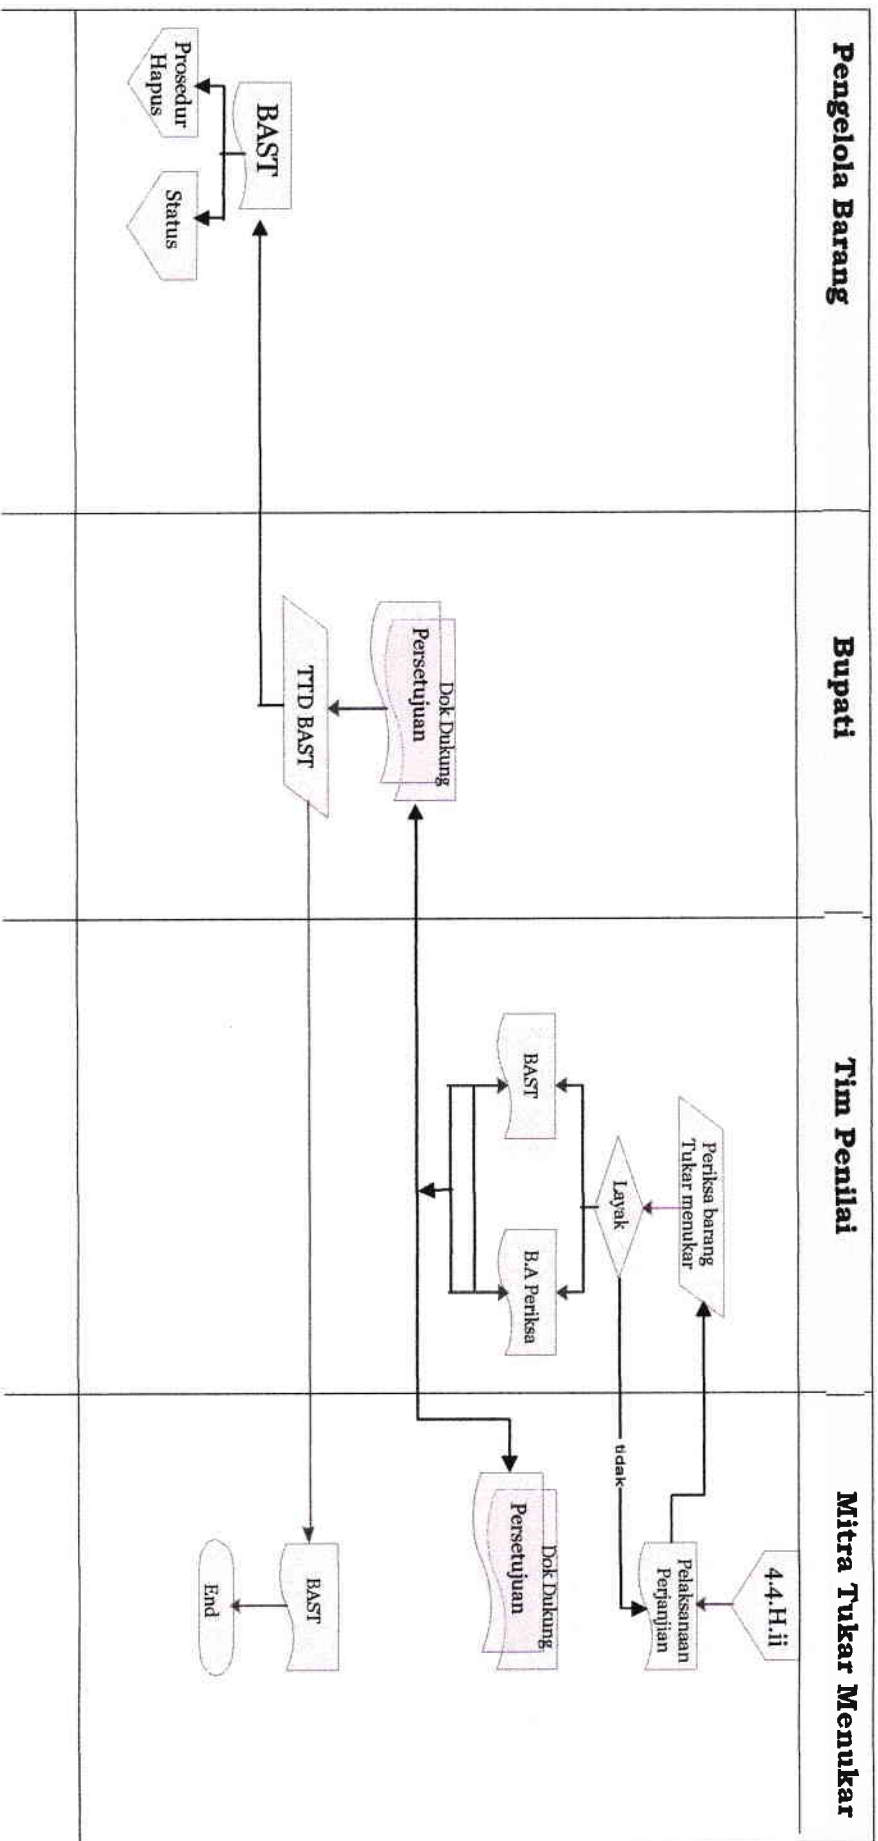 Pengelola Barang
Bupati
Tim Penilai
Mitra Tukar Menukar
4.4.H.ii
Pelaksanaan
Perjanjian
Periksa barang
Tukar menukar
Layak
tidak
BAST
B.A Periksa
Dok Dukung
Persetujuan
Dok Dukung
Persetujuan
TTD BAST
BAST
End
BAST
Prosedur
Hapus
Status